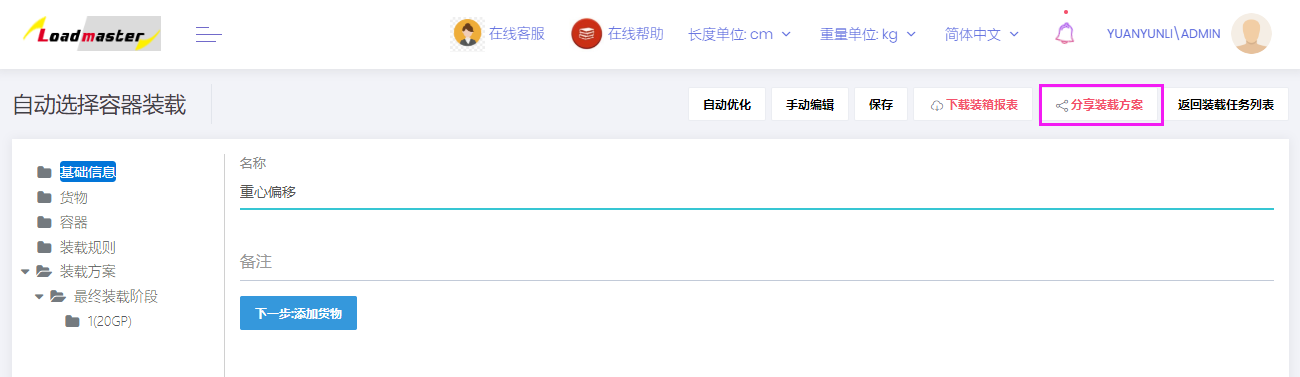 Loadmaster
在线客服 在线帮助 长度单位: cm 重量单位: kg 简体中文 YUANYUNLI\ADMIN
自动选择容器装载
自动优化 手动编辑 保存 下载装箱报表 分享装载方案 返回装载任务列表
基础信息
货物
容器
装载规则
装载方案
最终装载阶段
1(20GP)
名称
重心偏移
备注
下一步:添加货物